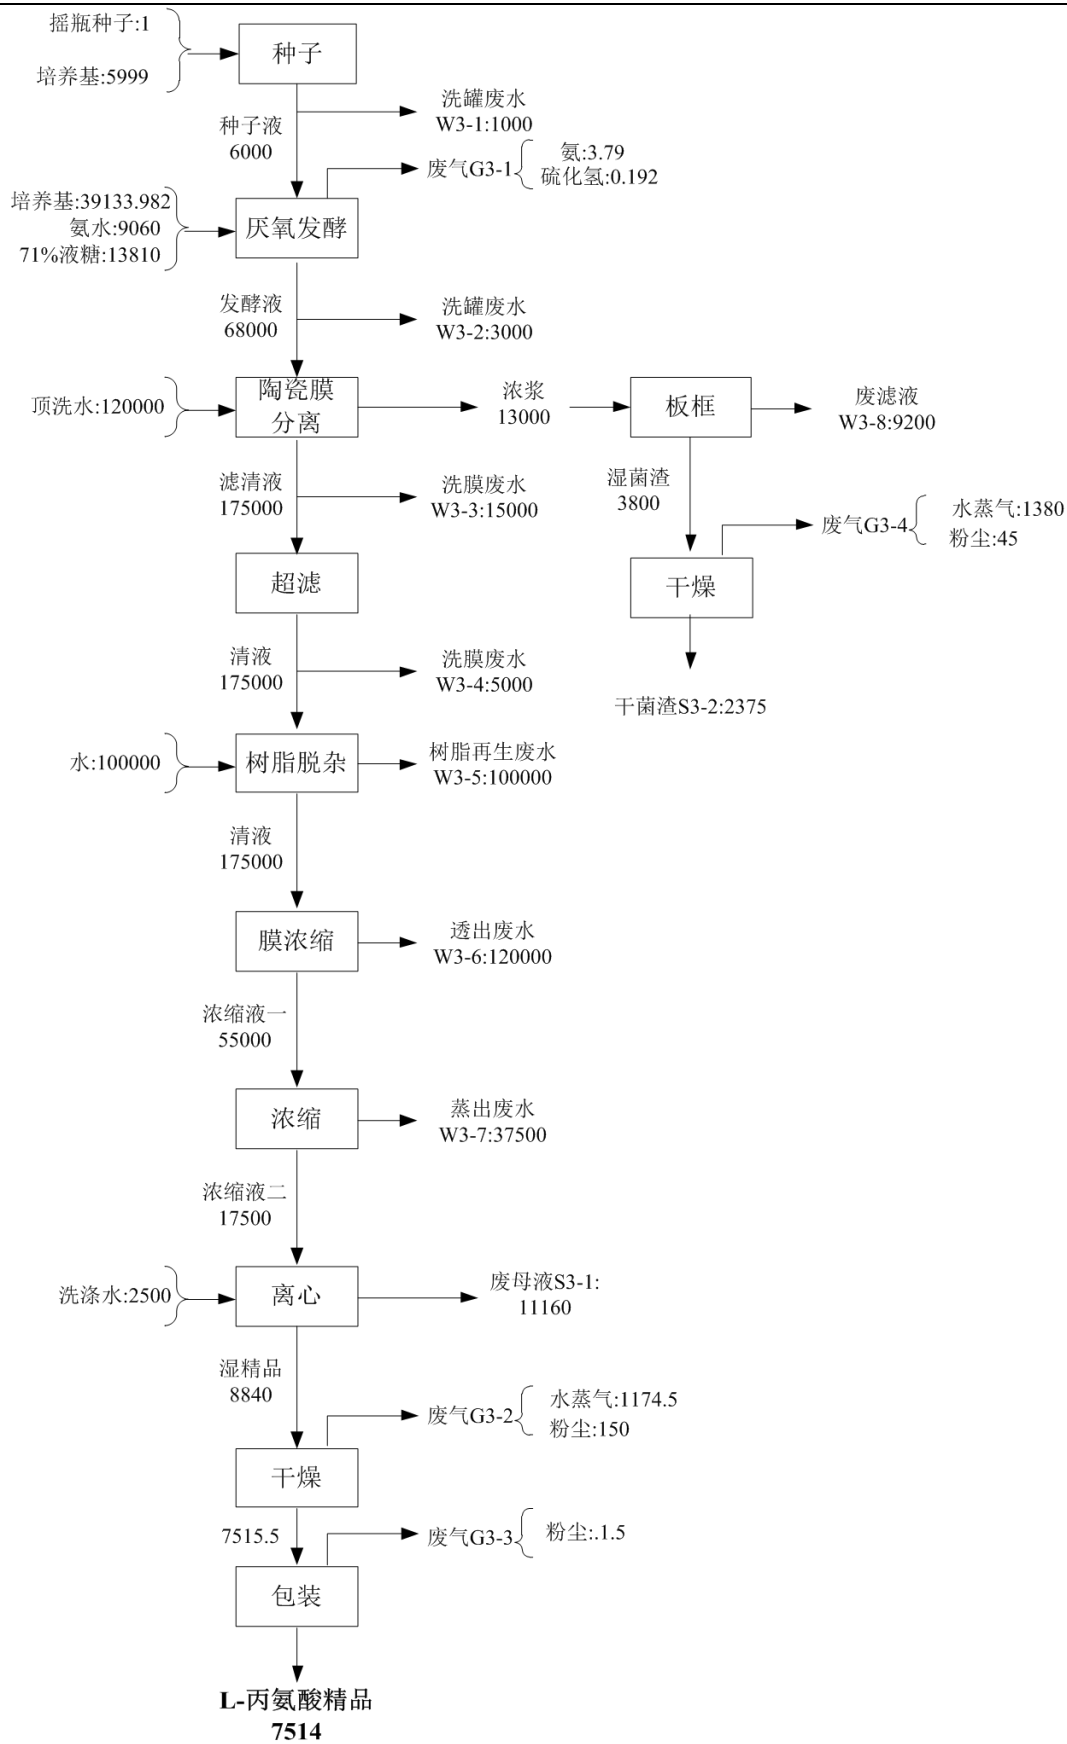 摇瓶种子:1
培养基:5999
种子
洗罐废水
W3-1:1000
种子液
6000
废气G3-1
氨:3.79
硫化氢:0.192
培养基:39133.982
氨水:9060
71%液糖:13810
厌氧发酵
发酵液
68000
洗罐废水
W3-2:3000
顶洗水:120000
陶瓷膜
分离
浓浆
13000
板框
废滤液
W3-8:9200
滤清液
175000
洗膜废水
W3-3:15000
湿菌渣
3800
废气G3-4
水蒸气:1380
粉尘:45
超滤
干燥
清液
175000
洗膜废水
W3-4:5000
干菌渣S3-2:2375
水:100000
树脂脱杂
树脂再生废水
W3-5:100000
清液
175000
膜浓缩
透出废水
W3-6:120000
浓缩液一
55000
浓缩
蒸出废水
W3-7:37500
浓缩液二
17500
洗涤水:2500
离心
废母液S3-1:
11160
湿精品
8840
废气G3-2
水蒸气:1174.5
粉尘:150
干燥
7515.5
废气G3-3
粉尘:.1.5
包装
L-丙氨酸精品
7514